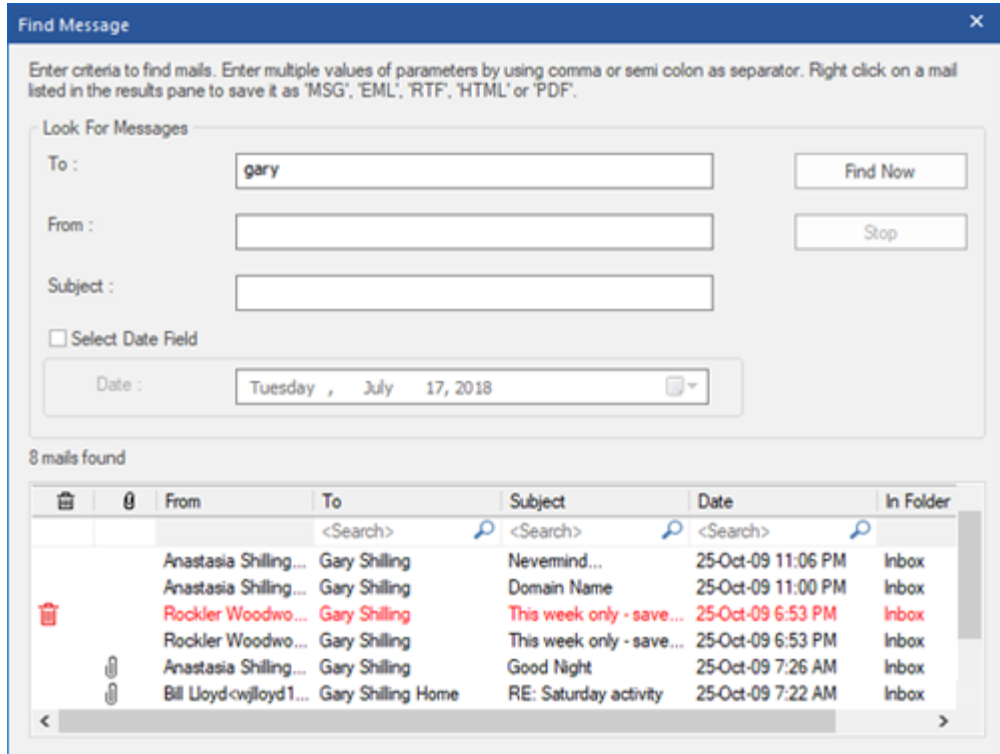 Find Message
Enter criteria to find mails. Enter multiple values of parameters by using comma or semi colon as separator. Right click on a mail
listed in the results pane to save it as 'MSG', 'EML', 'RTF', 'HTML' or 'PDF'.
Look For Messages
To : gary Find Now
From : Stop
Subject :
Select Date Field
Date : Tuesday , July 17, 2018
8 mails found
From To Subject Date In Folder
<Search> <Search> <Search>
Anastasia Shilling... Gary Shilling Nevermind... 25-Oct-09 11:06 PM Inbox
Anastasia Shilling... Gary Shilling Domain Name 25-Oct-09 11:00 PM Inbox
Rockler Woodwo... Gary Shilling This week only - save... 25-Oct-09 6:53 PM Inbox
Rockler Woodwo... Gary Shilling This week only - save... 25-Oct-09 6:53 PM Inbox
Anastasia Shilling... Gary Shilling Good Night 25-Oct-09 7:26 AM Inbox
Bill Lloyd<wjlloyd1... Gary Shilling Home RE: Saturday activity 25-Oct-09 7:22 AM Inbox